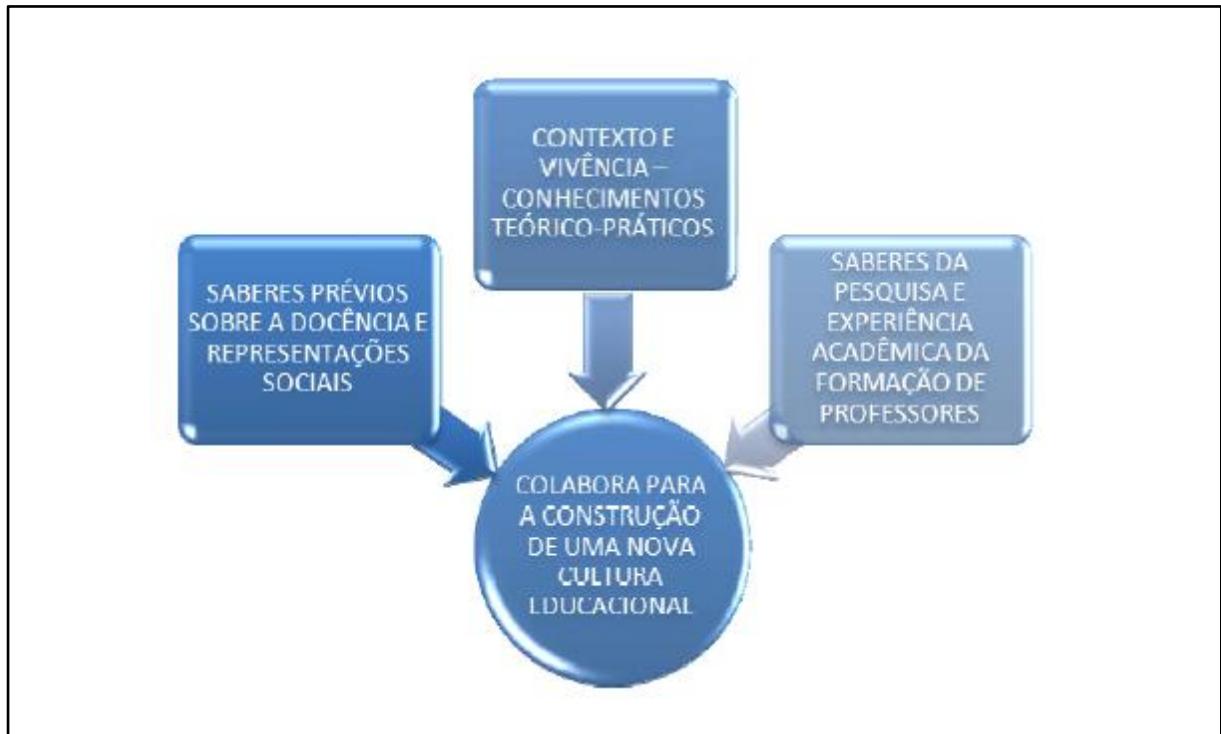 CONTEXTO E
VIVÊNCIA –
CONHECIMENTOS
TEÓRICO-PRÁTICOS
SABERES PRÉVIOS
SOBRE A DOCÊNCIA E
REPRESENTAÇÕES
SOCIAIS
SABERES DA
PESQUISA E
EXPERIÊNCIA
ACADÊMICA DA
FORMAÇÃO DE
PROFESSORES
COLABORA PARA
A CONSTRUÇÃO
DE UMA NOVA
CULTURA
EDUCACIONAL